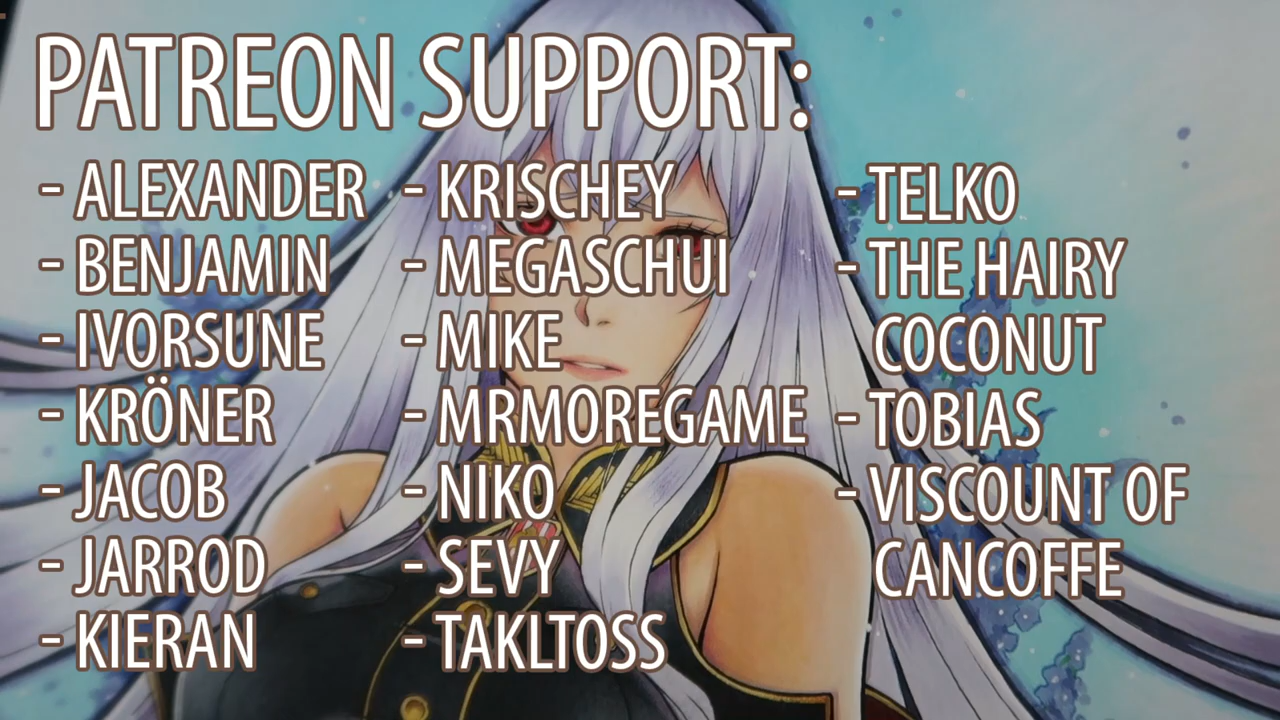 PATREON SUPPORT:
- ALEXANDER
- BENJAMIN
- IVORSUNE
- KRÖNER
- JACOB
- JARROD
- KIERAN
- KRISCHEY
- MEGASCHUI
- MIKE
- MRMOREGAME
- NIKO
- SEVY
- TAKLTOSS
- TELKO
- THE HAIRY
COCONUT
- TOBIAS
- VISCOUNT OF
CANCOFFE